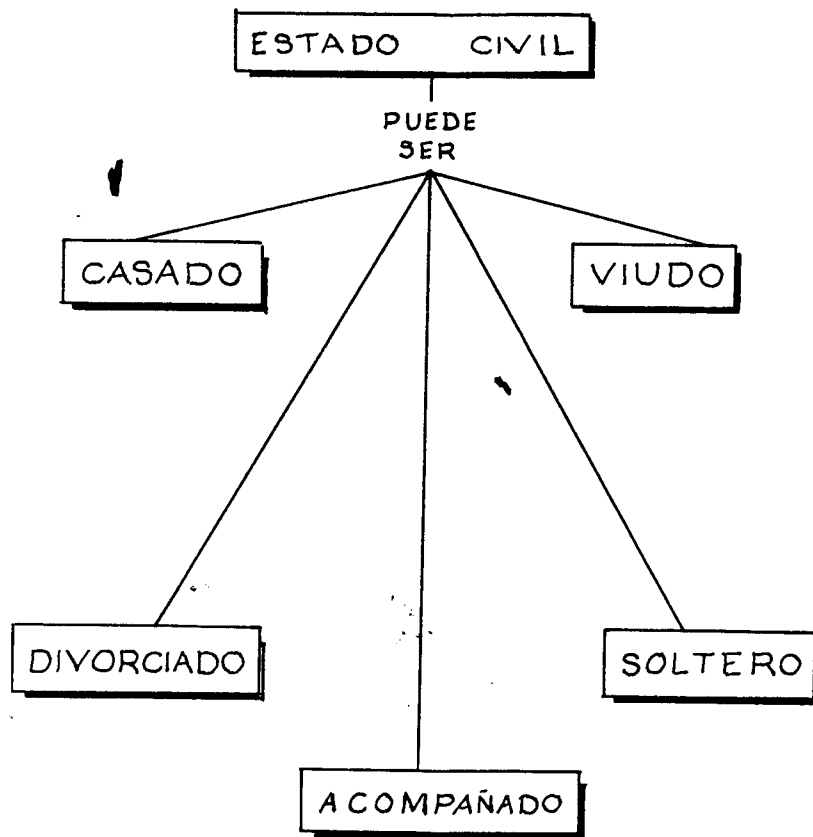 ESTADO CIVIL
PUEDE
SER
CASADO
VIUDO
DIVORCIADO
SOLTERO
ACOMPAÑADO